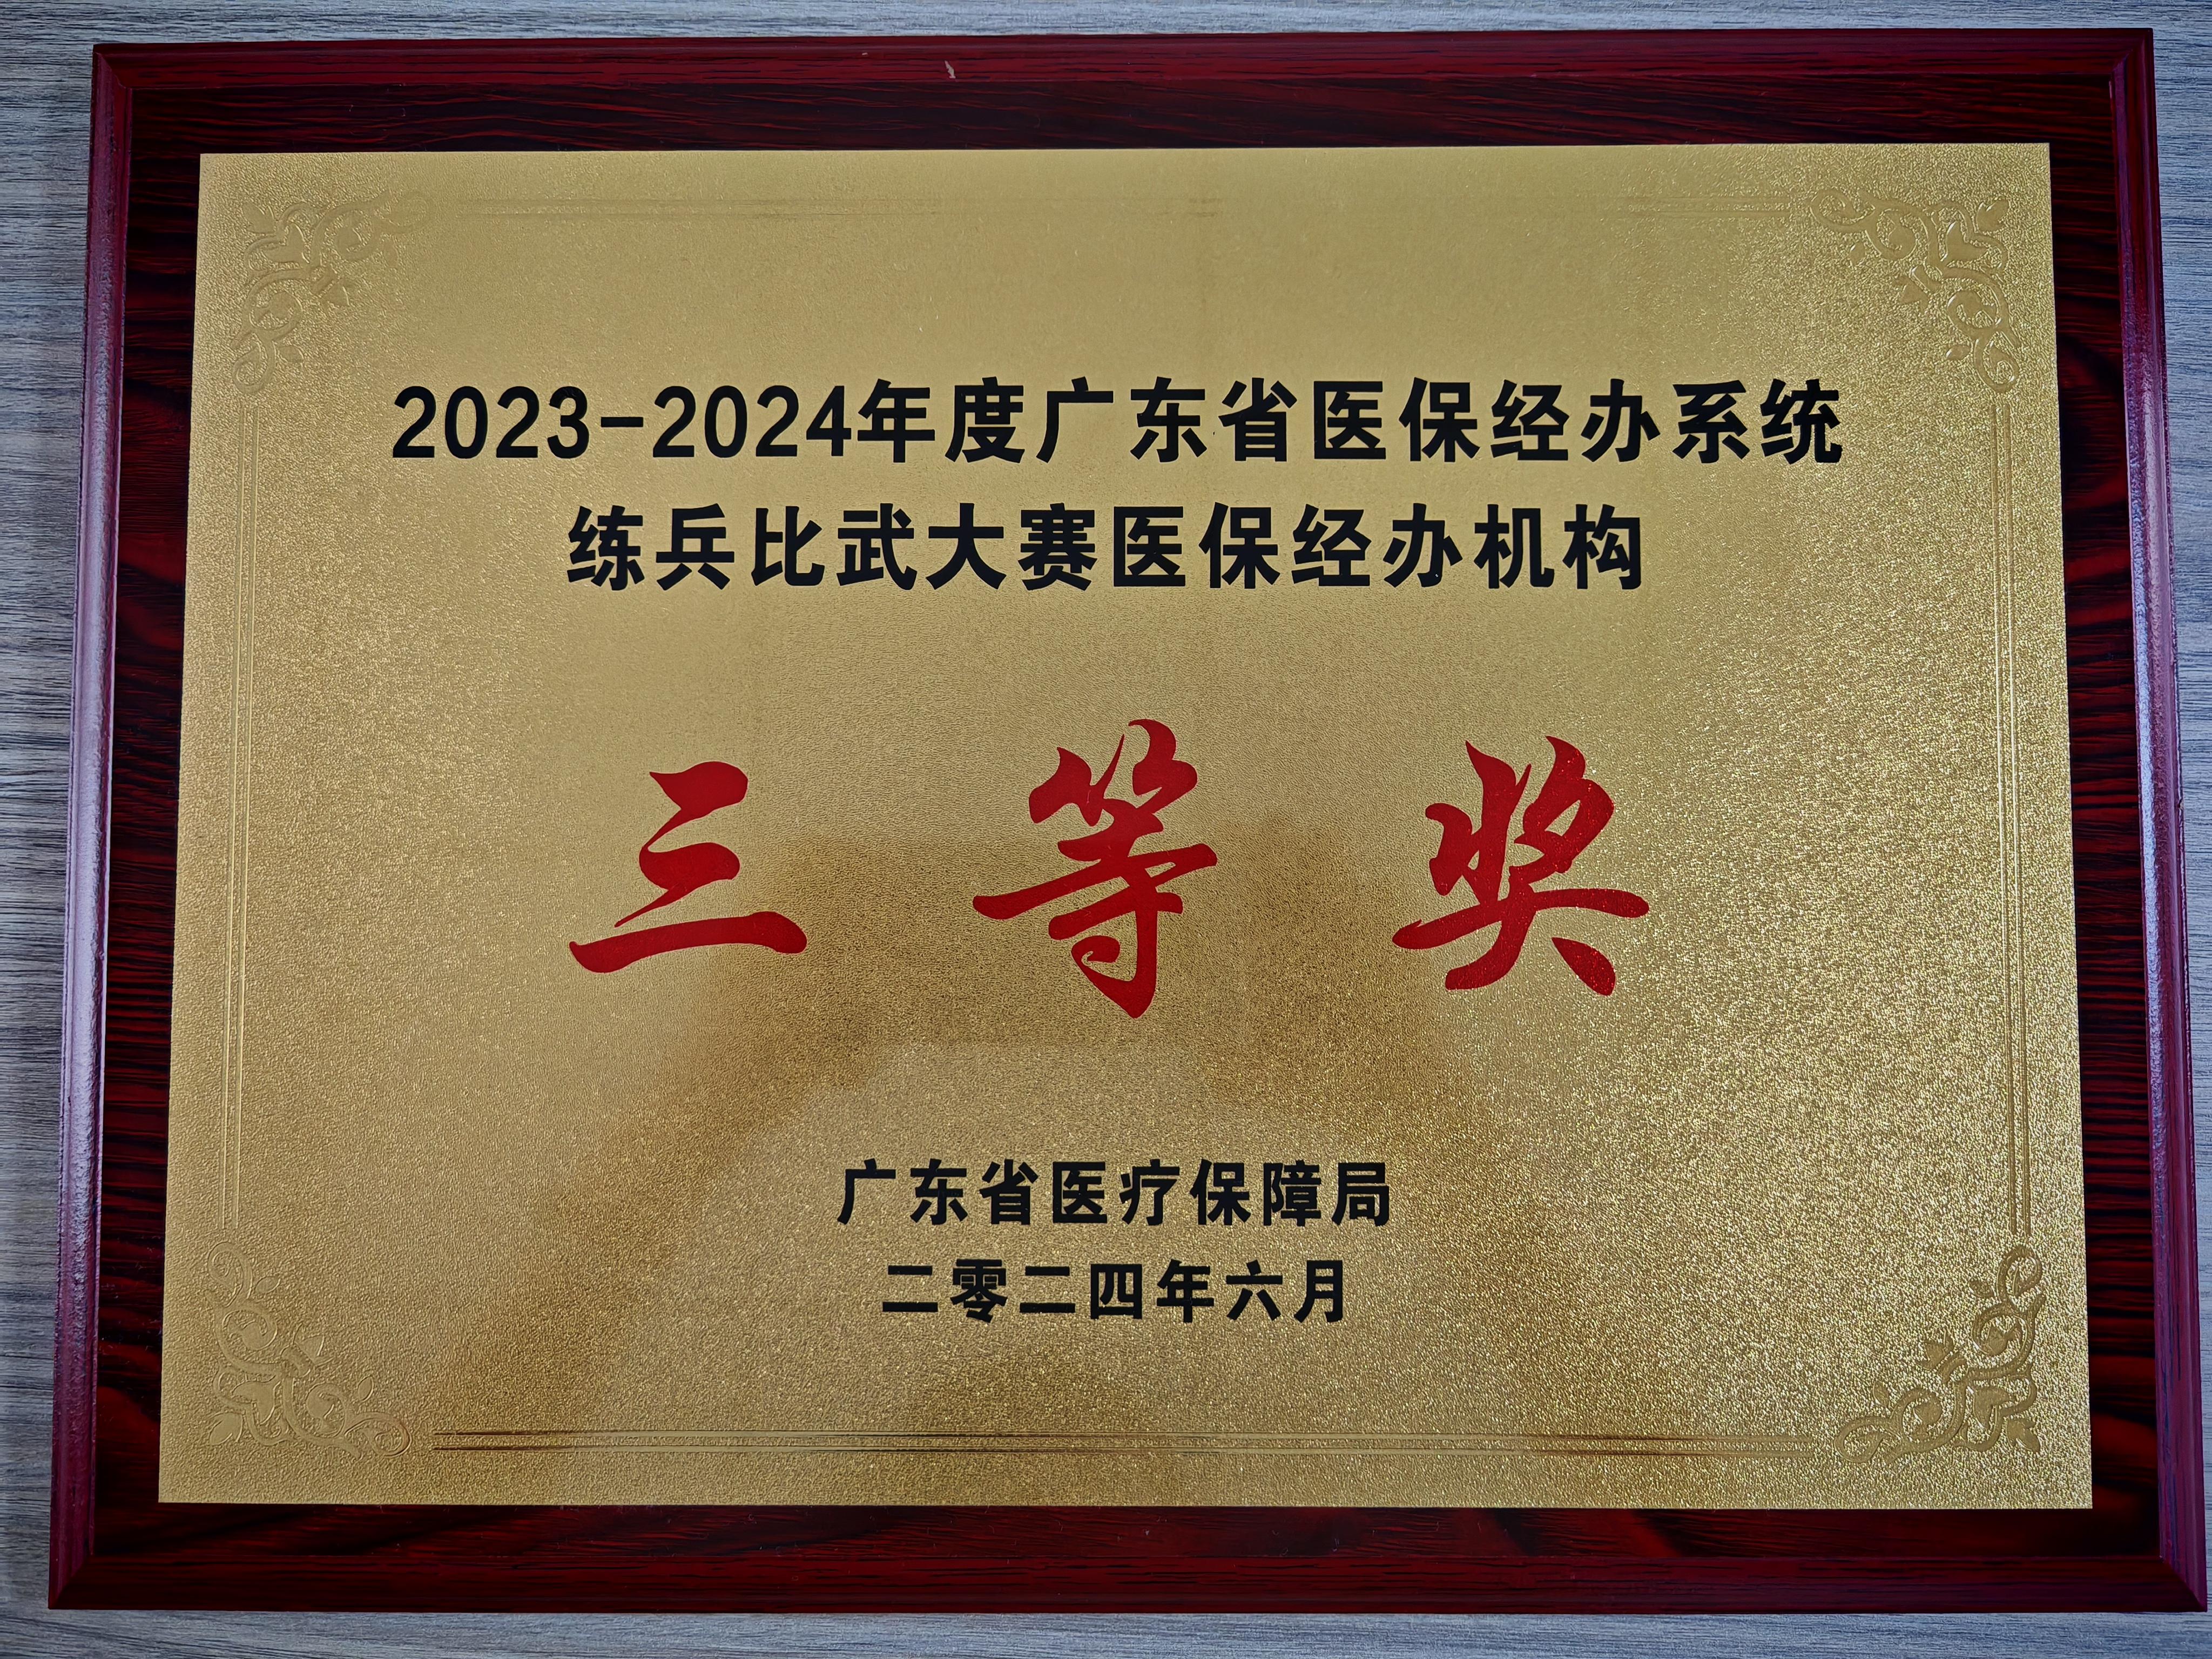 2023-2024年度广东省医保经办系统
练兵比武大赛医保经办机构
三等奖
广东省医疗保障局
二零二四年六月